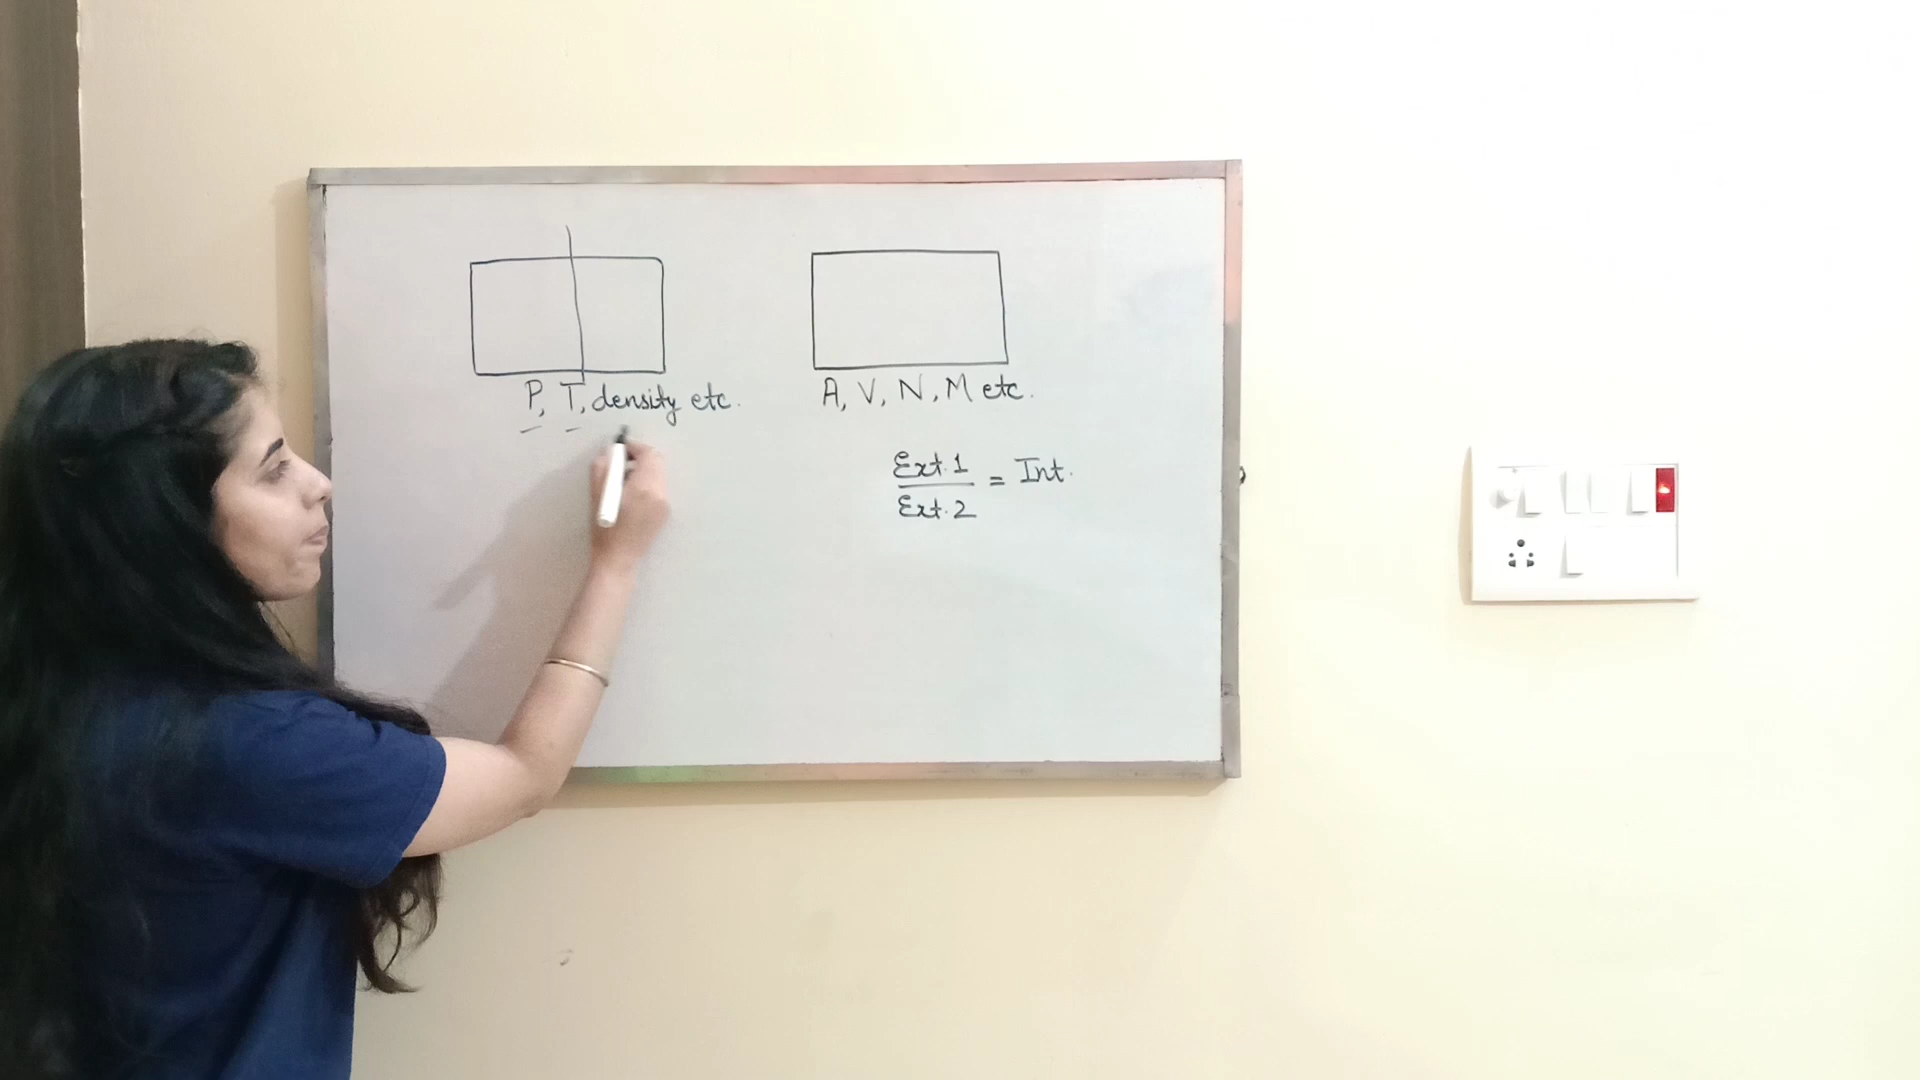 P, T, density etc.
A, V, N, M etc.
Ext. 1
Ext. 2
= Int.